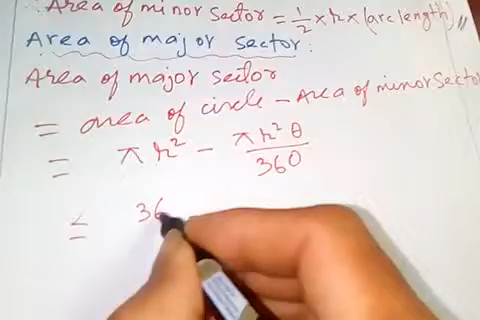 ∴ Area of minor sector = 1/2 × r × (arc length) //
Area of major sector:
Area of major sector
= area of circle - Area of minor sector
= πr² - πr²θ/360
= 36